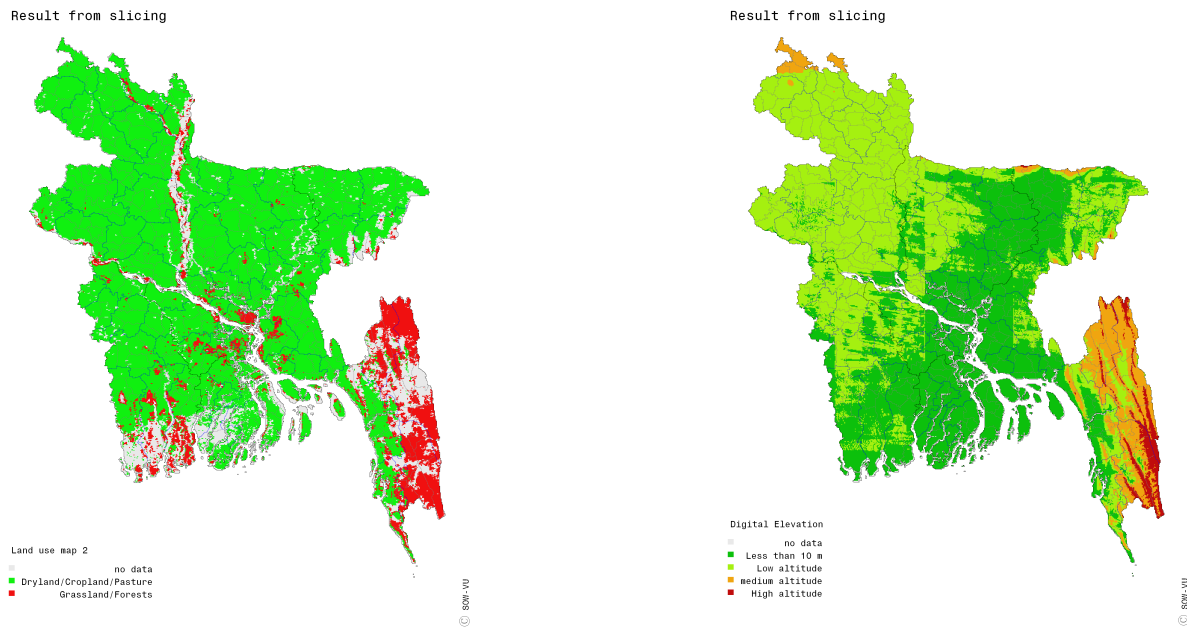 Result from slicing
Land use map 2
no data
Dryland/Cropland/Pasture
Grassland/Forests
© SOW-VU
Result from slicing
Digital Elevation
no data
Less than 10 m
Low altitude
medium altitude
High altitude
© SOW-VU